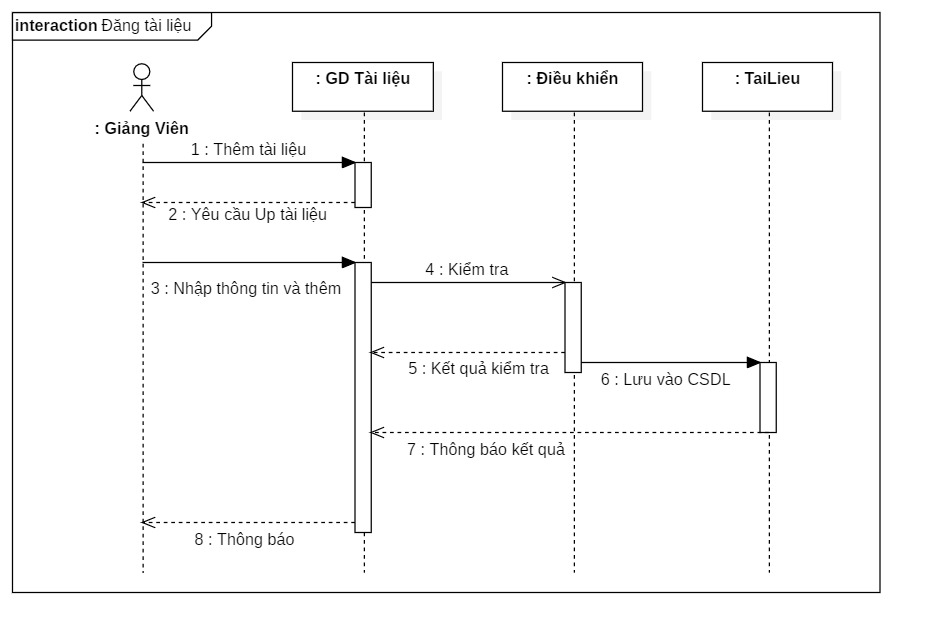 interaction Đăng tài liệu
: Giảng Viên
: GD Tài liệu
: Điều khiển
: TaiLieu
1 : Thêm tài liệu
2 : Yêu cầu Up tài liệu
3 : Nhập thông tin và thêm
4 : Kiểm tra
5 : Kết quả kiểm tra
6 : Lưu vào CSDL
7 : Thông báo kết quả
8 : Thông báo